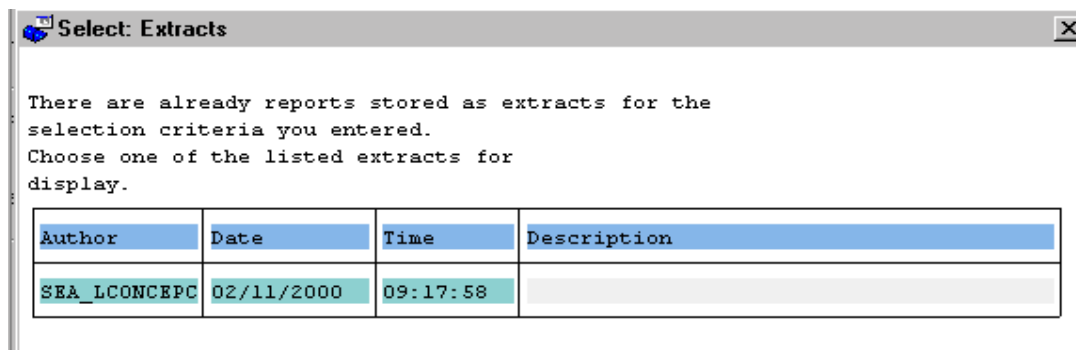 Select: Extracts
There are already reports stored as extracts for the
selection criteria you entered.
Choose one of the listed extracts for
display.
Author Date Time Description
SEA_LCONCEPC 02/11/2000 09:17:58